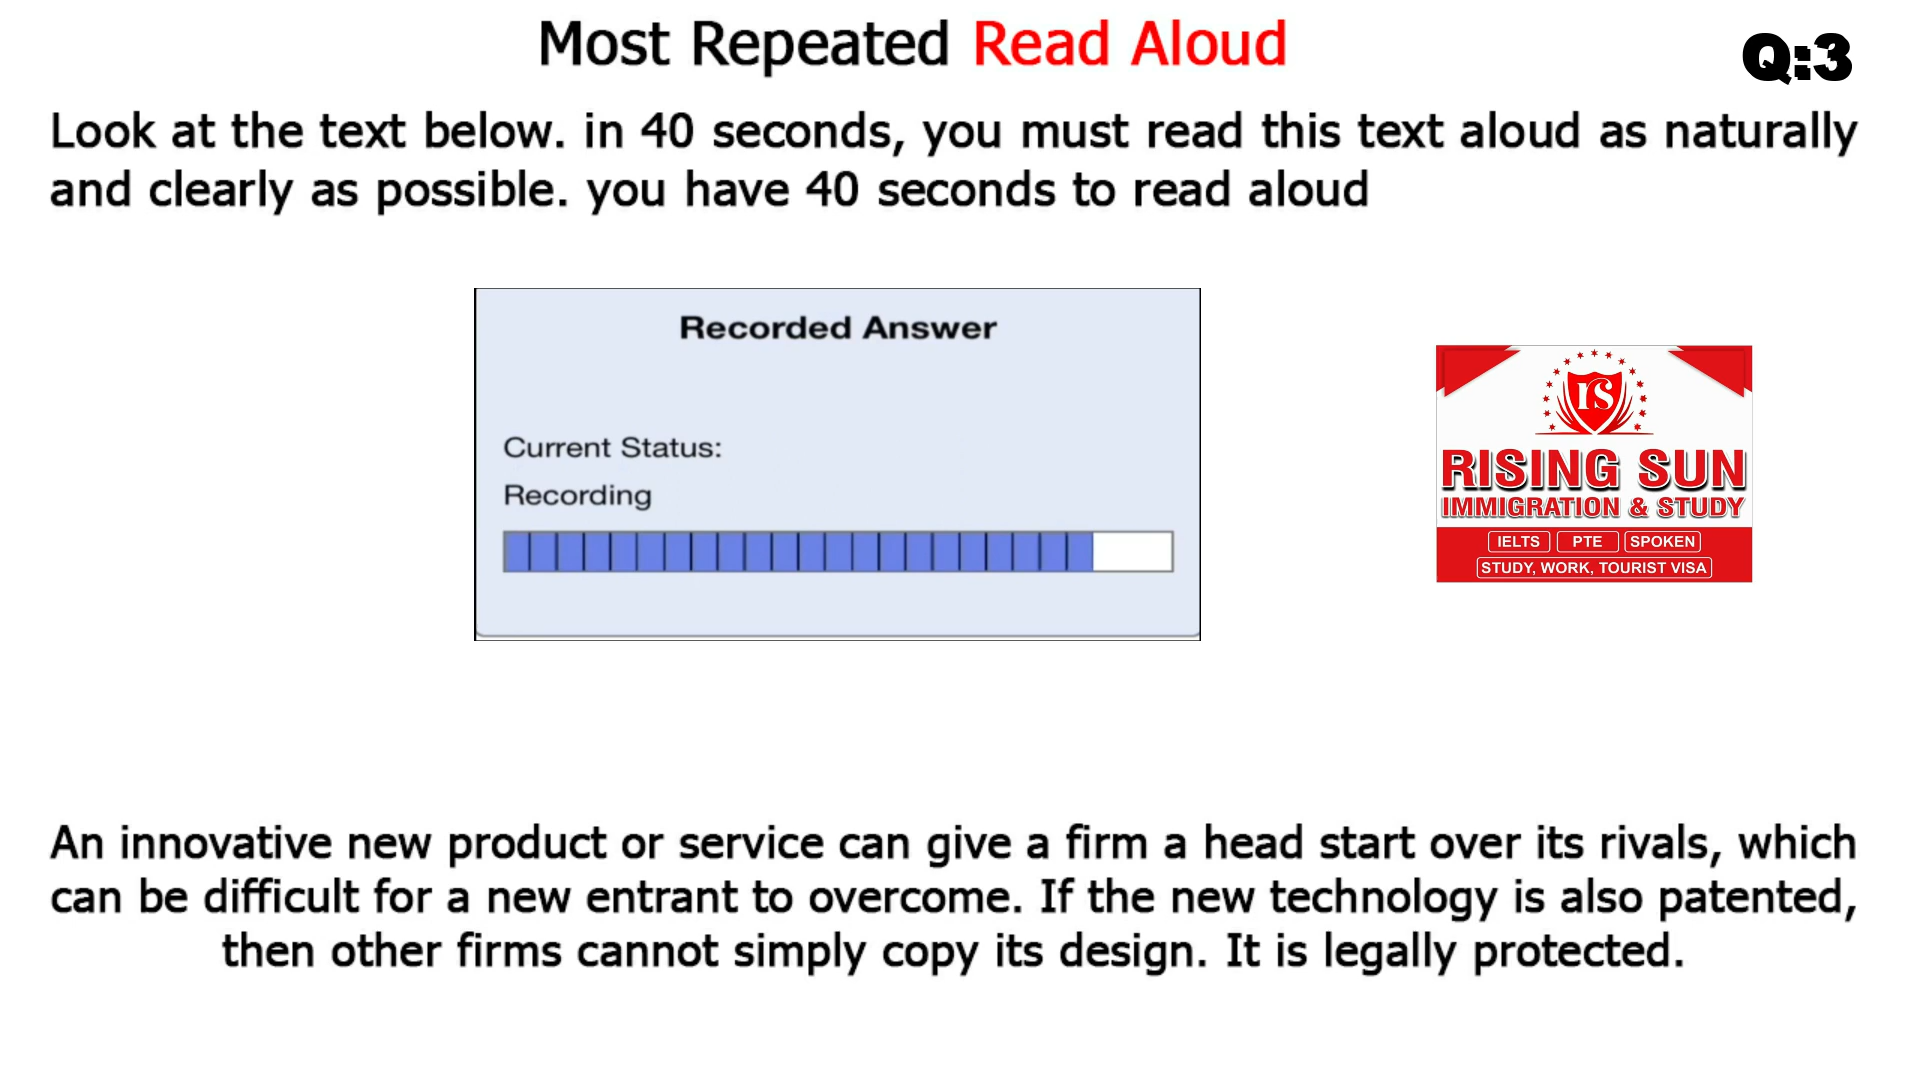 Most Repeated Read Aloud
Q:3
Look at the text below. in 40 seconds, you must read this text aloud as naturally
and clearly as possible. you have 40 seconds to read aloud
Recorded Answer
Current Status:
Recording
rs
RISING SUN
IMMIGRATION & STUDY
IELTS PTE SPOKEN
STUDY, WORK, TOURIST VISA
An innovative new product or service can give a firm a head start over its rivals, which
can be difficult for a new entrant to overcome. If the new technology is also patented,
then other firms cannot simply copy its design. It is legally protected.